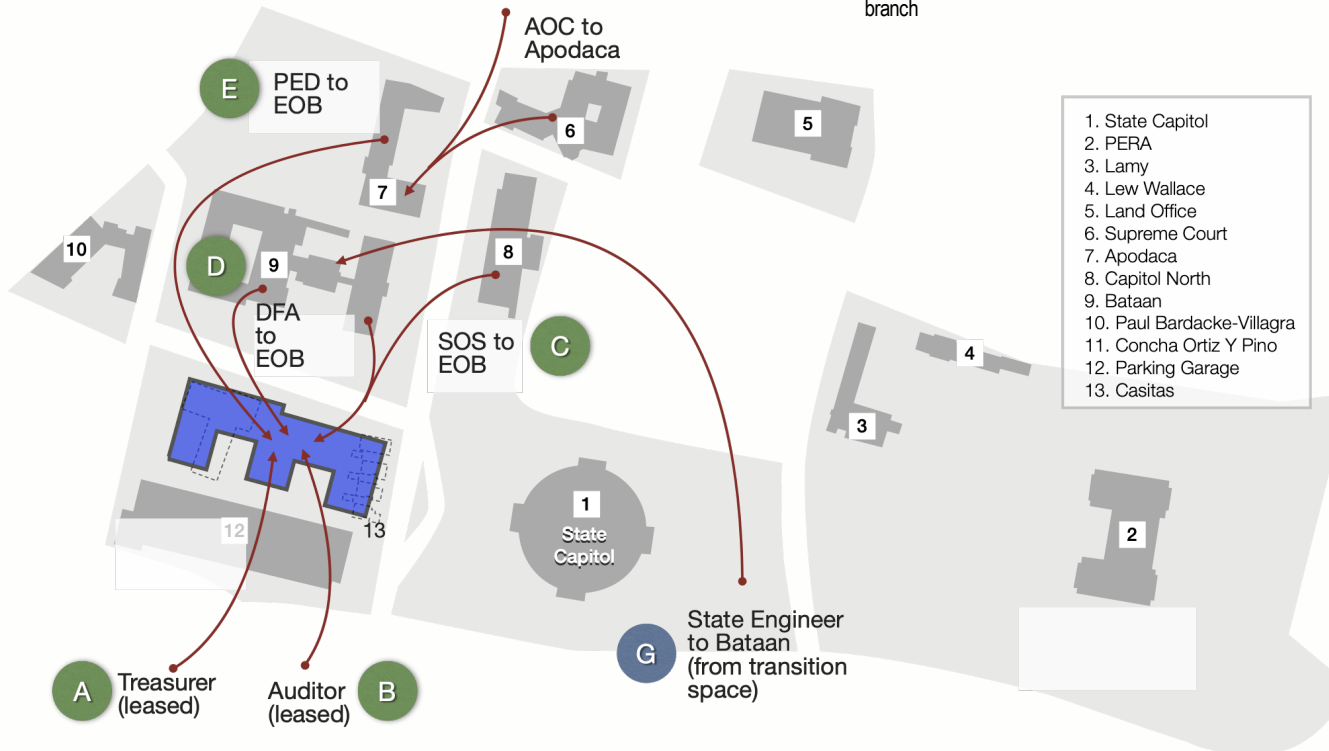 branch
AOC to
Apodaca
E
PED to
EOB
6
5
7
10
D
9
8
DFA
to
EOB
SOS to
EOB
C
4
3
1
State
Capitol
2
12
13
A
Treasurer
(leased)
Auditor
(leased)
B
G
State Engineer
to Bataan
(from transition
space)
1. State Capitol
2. PERA
3. Lamy
4. Lew Wallace
5. Land Office
6. Supreme Court
7. Apodaca
8. Capitol North
9. Bataan
10. Paul Bardacke-Villagra
11. Concha Ortiz Y Pino
12. Parking Garage
13. Casitas